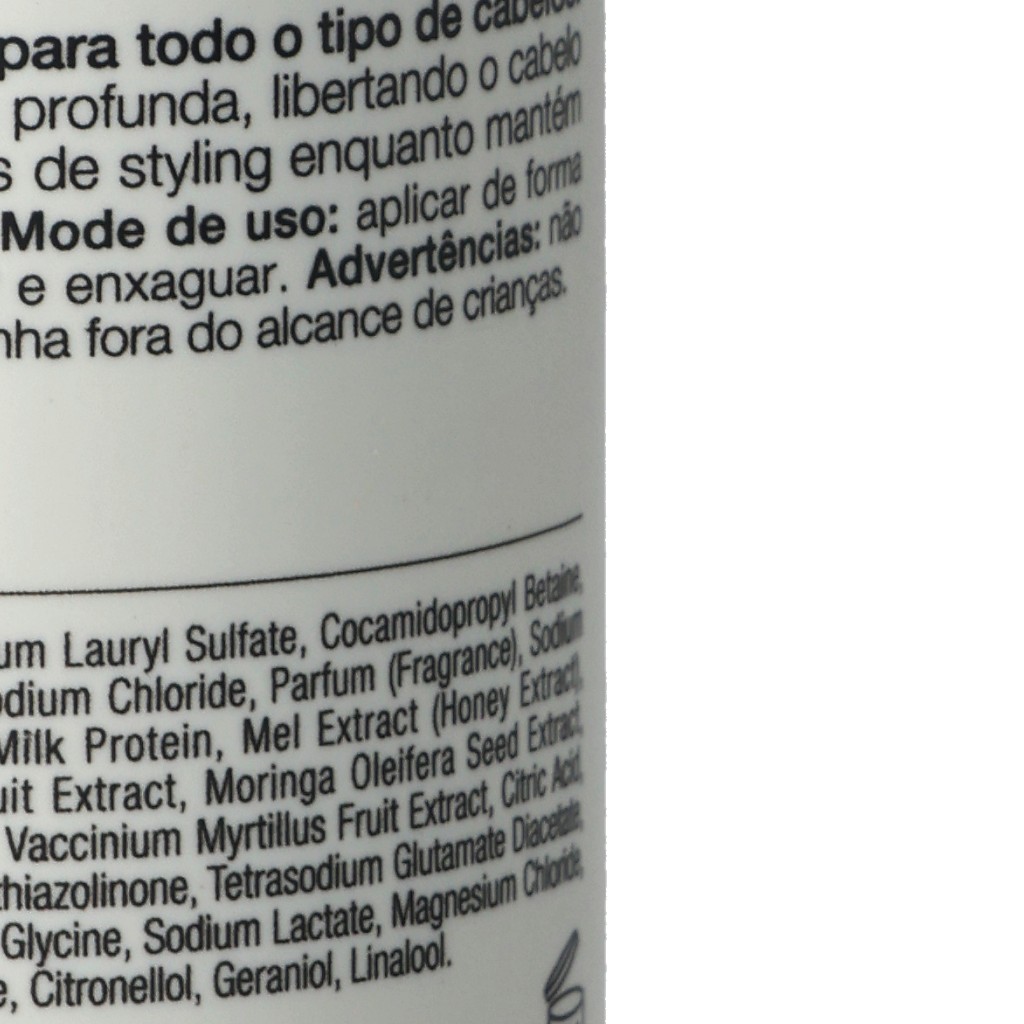 para todo o tipo de cabelos.
profunda, libertando o cabelo
s de styling enquanto mantém
Mode de uso: aplicar de forma
e enxaguar. Advertências: não
nha fora do alcance de crianças.
um Lauryl Sulfate, Cocamidopropyl Betaine,
odium Chloride, Parfum (Fragrance), Sodium
Milk Protein, Mel Extract (Honey Extract),
uit Extract, Moringa Oleifera Seed Extract,
Vaccinium Myrtillus Fruit Extract, Citric Acid,
thiazolinone, Tetrasodium Glutamate Diacetate,
Glycine, Sodium Lactate, Magnesium Chloride,
e, Citronellol, Geraniol, Linalool.